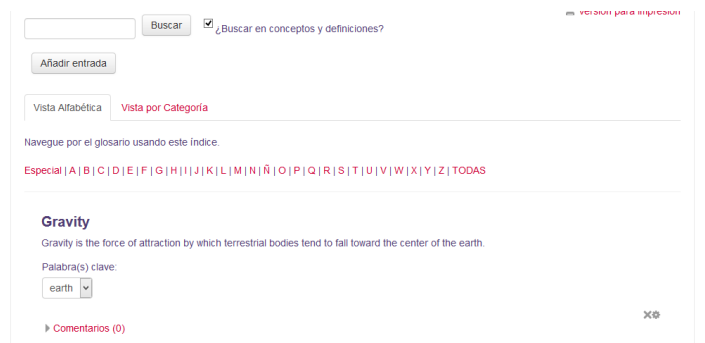 Versión para impresión
Buscar
¿Buscar en conceptos y definiciones?
Añadir entrada
Vista Alfabética Vista por Categoría
Navegue por el glosario usando este índice.
Especial | A | B | C | D | E | F | G | H | I | J | K | L | M | N | Ñ | O | P | Q | R | S | T | U | V | W | X | Y | Z | TODAS
Gravity
Gravity is the force of attraction by which terrestrial bodies tend to fall toward the center of the earth.
Palabra(s) clave:
earth
Comentarios (0)